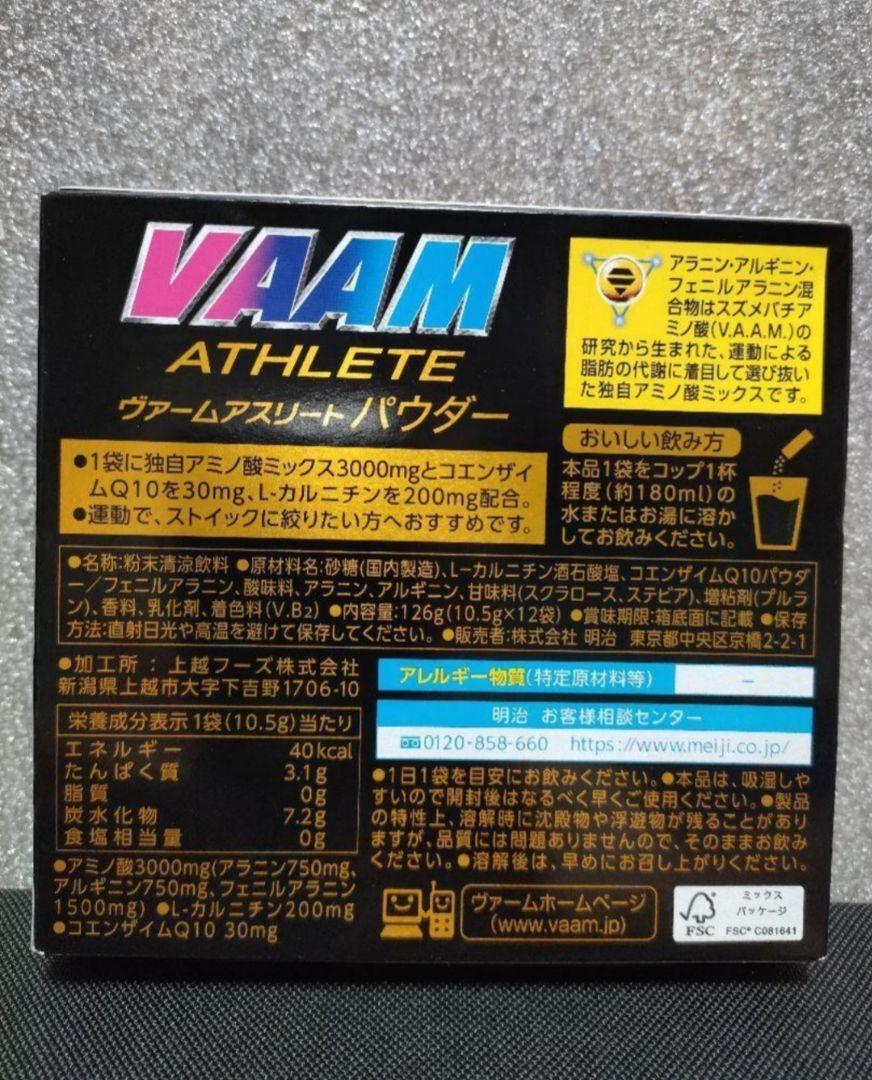 VAAM
ATHLETE
ヴァームアスリートパウダー
アラニン・アルギニン・
フェニルアラニン混
合物はスズメバチア
ミノ酸(V.A.A.M.)の
研究から生まれた、運動による
脂肪の代謝に着目して選び抜い
た独自アミノ酸ミックスです。
●1袋に独自アミノ酸ミックス3000mgとコエンザイ
ムQ10を30mg、L-カルニチンを200mg配合。
●運動で、ストイックに絞りたい方へおすすめです。
おいしい飲み方
本品1袋をコップ1杯
程度(約180ml)の
水またはお湯に溶か
してお飲みください。
●名称:粉末清涼飲料 ●原材料名:砂糖(国内製造)、L-カルニチン酒石酸塩、コエンザイムQ10パウダ
ー/フェニルアラニン、酸味料、アラニン、アルギニン、甘味料(スクラロース、ステビア)、増粘剤(プルラ
ン)、香料、乳化剤、着色料(V.B₂) ●内容量:126g(10.5g×12袋) ●賞味期限:箱底面に記載 ●保存
方法:直射日光や高温を避けて保存してください。 ●販売者:株式会社 明治 東京都中央区京橋2-2-1
●加工所:上越フーズ株式会社
新潟県上越市大字下吉野1706-10
アレルギー物質(特定原材料等) −
明治 お客様相談センター
0120-858-660 https://www.meiji.co.jp/
栄養成分表示 1袋(10.5g)当たり
エネルギー 40kcal
たんぱく質 3.1g
脂質 0g
炭水化物 7.2g
食塩相当量 0g
●アミノ酸3000mg(アラニン750mg、
アルギニン750mg、フェニルアラニン
1500mg) ●L-カルニチン200mg
●コエンザイムQ10 30mg
●1日1袋を目安にお飲みください。●本品は、吸湿しや
すいので開封後はなるべく早くご使用ください。●製品
の特性上、溶解時に沈殿物や浮遊物が残ることがあり
ますが、品質には問題ありませんので、そのままお飲み
ください。●溶解後は、早めにお召し上がりください。
ヴァームホームページ
(www.vaam.jp)
FSC
ミックス
パッケージ
FSC® C081641